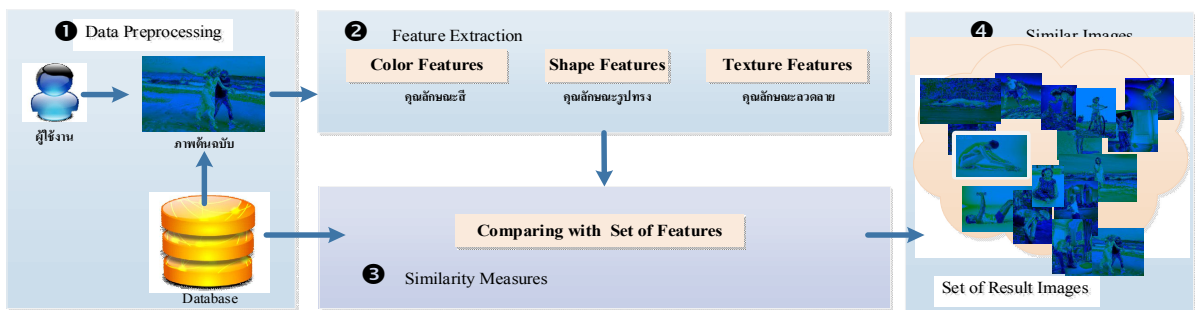 ❶ Data Preprocessing
ผู้ใช้งาน
ภาพต้นฉบับ
Database
❷ Feature Extraction
Color Features
Shape Features
Texture Features
คุณลักษณะสี
คุณลักษณะรูปทรง
คุณลักษณะลวดลาย
Comparing with Set of Features
❸ Similarity Measures
❹ Similar Images
Set of Result Images